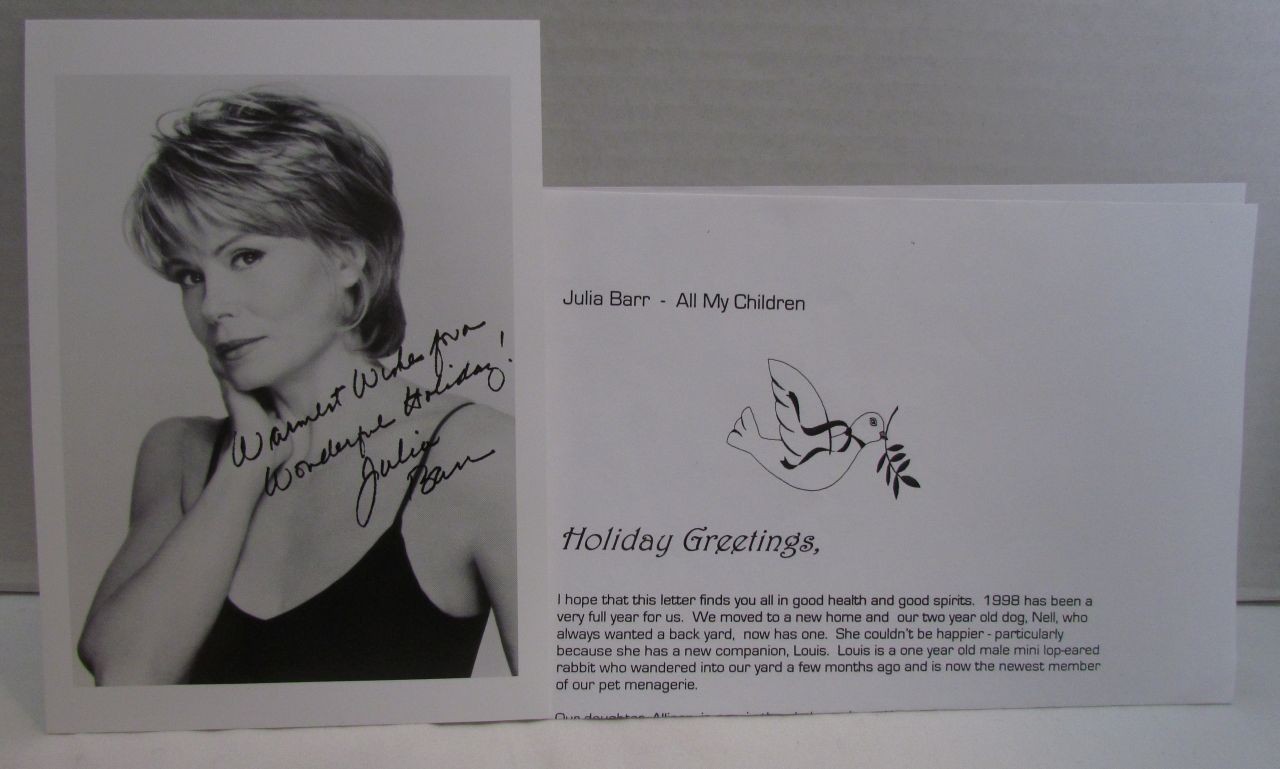 Warmest Wishes for a
Wonderful Holiday!
Julia
Barr
Julia Barr - All My Children
Holiday Greetings,
I hope that this letter finds you all in good health and good spirits. 1998 has been a
very full year for us. We moved to a new home and our two year old dog, Nell, who
always wanted a back yard, now has one. She couldn't be happier - particularly
because she has a new companion, Louis. Louis is a one year old male mini lop-eared
rabbit who wandered into our yard a few months ago and is now the newest member
of our pet menagerie.
Our daughter, Allison, is